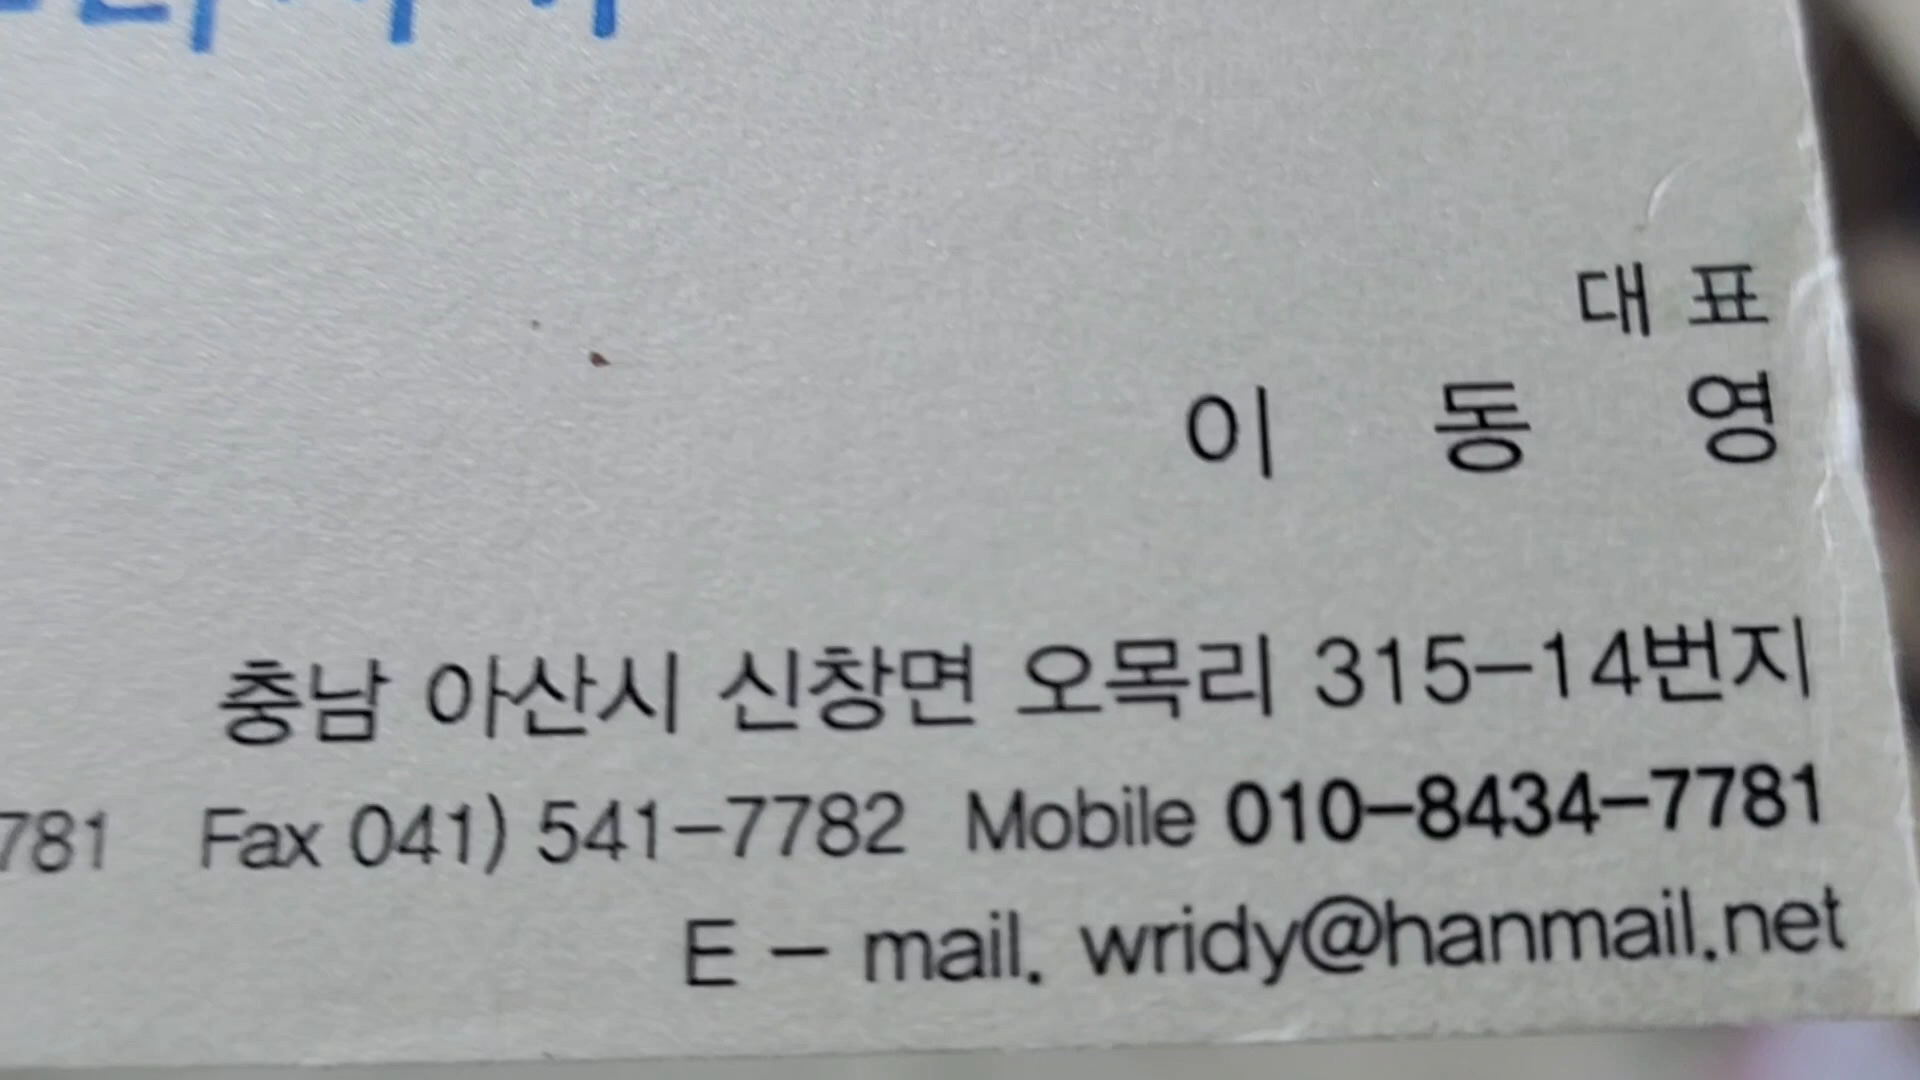 대 표
이 동 영
충남 아산시 신창면 오목리 315-14번지
781 Fax 041) 541-7782 Mobile 010-8434-7781
E - mail. wridy@hanmail.net